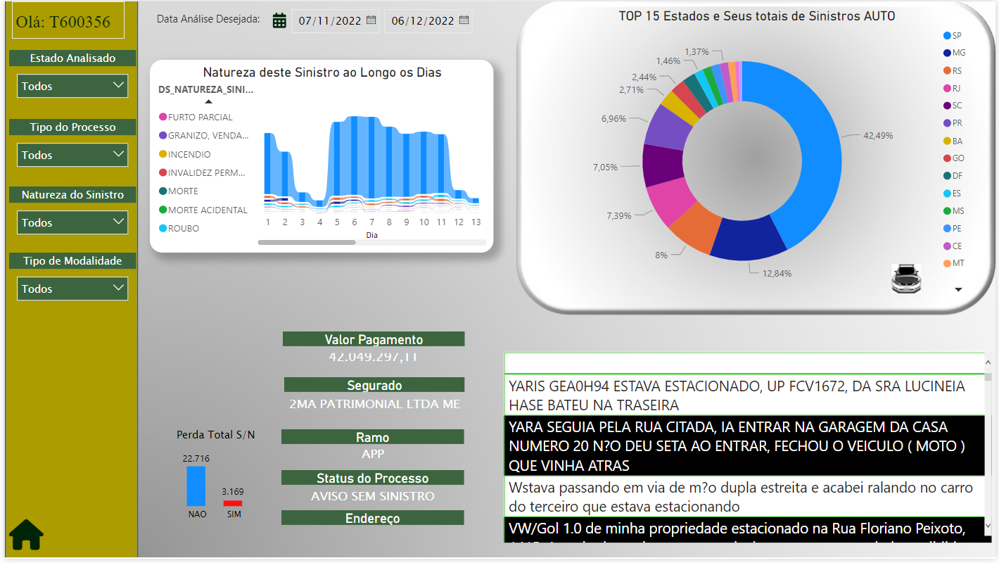 Olá: T600356
Estado Analisado
Todos
Tipo do Processo
Todos
Natureza do Sinistro
Todos
Tipo de Modalidade
Todos
Data Análise Desejada:
07/11/2022
06/12/2022
Natureza deste Sinistro ao Longo os Dias
DS_NATUREZA_SINI...
FURTO PARCIAL
GRANIZO, VENDA...
INCENDIO
INVALIDEZ PERM...
MORTE
MORTE ACIDENTAL
ROUBO
1 2 3 4 5 6 7 8 9 10 11 12 13
Dia
TOP 15 Estados e Seus totais de Sinistros AUTO
1,37%
1,46%
2,44%
2,71%
6,96%
7,05%
7,39%
8%
12,84%
42,49%
SP
MG
RS
RJ
SC
PR
BA
GO
DF
ES
MS
PE
CE
MT
Valor Pagamento
42.049.297,11
Segurado
2MA PATRIMONIAL LTDA ME
Ramo
APP
Status do Processo
AVISO SEM SINISTRO
Endereço
Perda Total S/N
22.716
3.169
NAO
SIM
YARIS GEA0H94 ESTAVA ESTACIONADO, UP FCV1672, DA SRA LUCINEIA
HASE BATEU NA TRASEIRA
YARA SEGUIA PELA RUA CITADA, IA ENTRAR NA GARAGEM DA CASA
NUMERO 20 N?O DEU SETA AO ENTRAR, FECHOU O VEICULO ( MOTO )
QUE VINHA ATRAS
Wstava passando em via de m?o dupla estreita e acabei ralando no carro
do terceiro que estava estacionando
VW/Gol 1.0 de minha propriedade estacionado na Rua Floriano Peixoto,